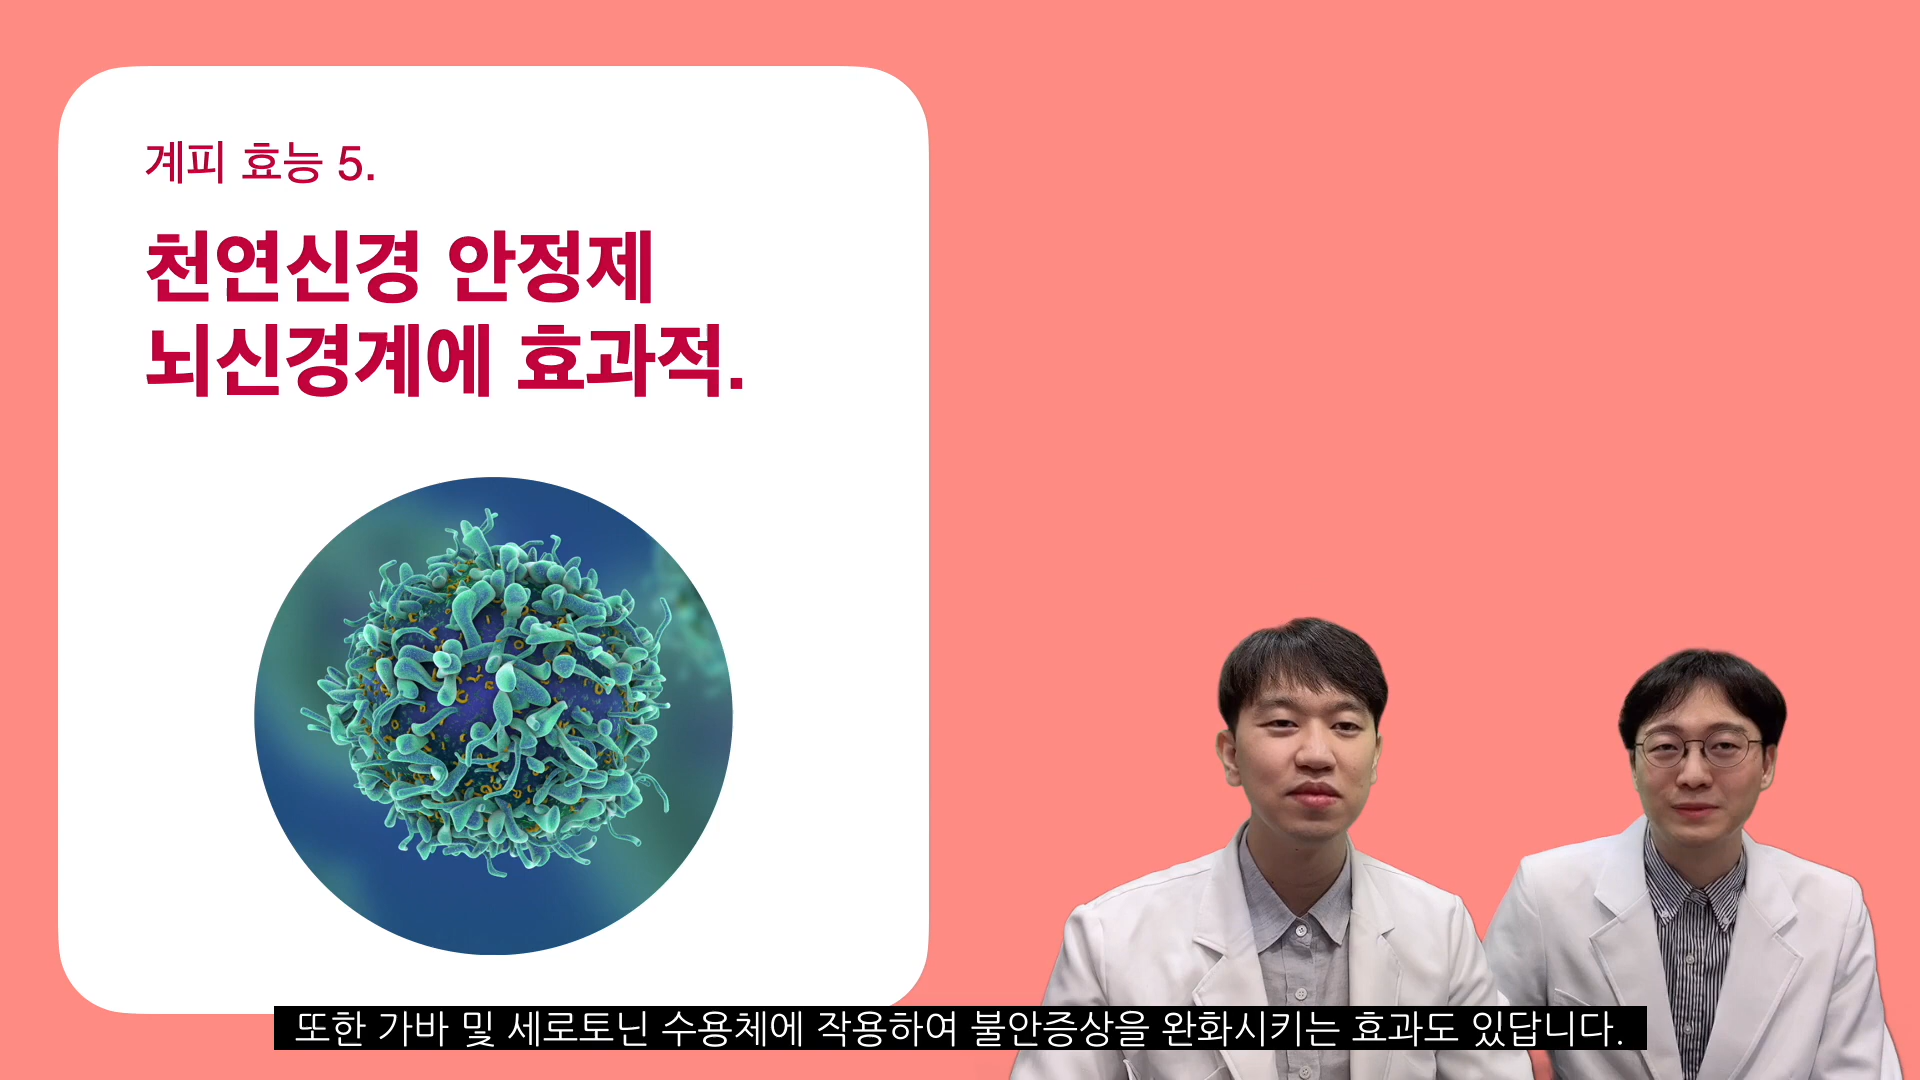 계피 효능 5.
천연신경 안정제
뇌신경계에 효과적.
또한 가바 및 세로토닌 수용체에 작용하여 불안증상을 완화시키는 효과도 있답니다.